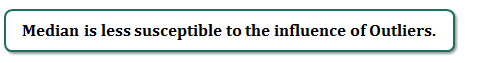 Median is less susceptible to the influence of Outliers.